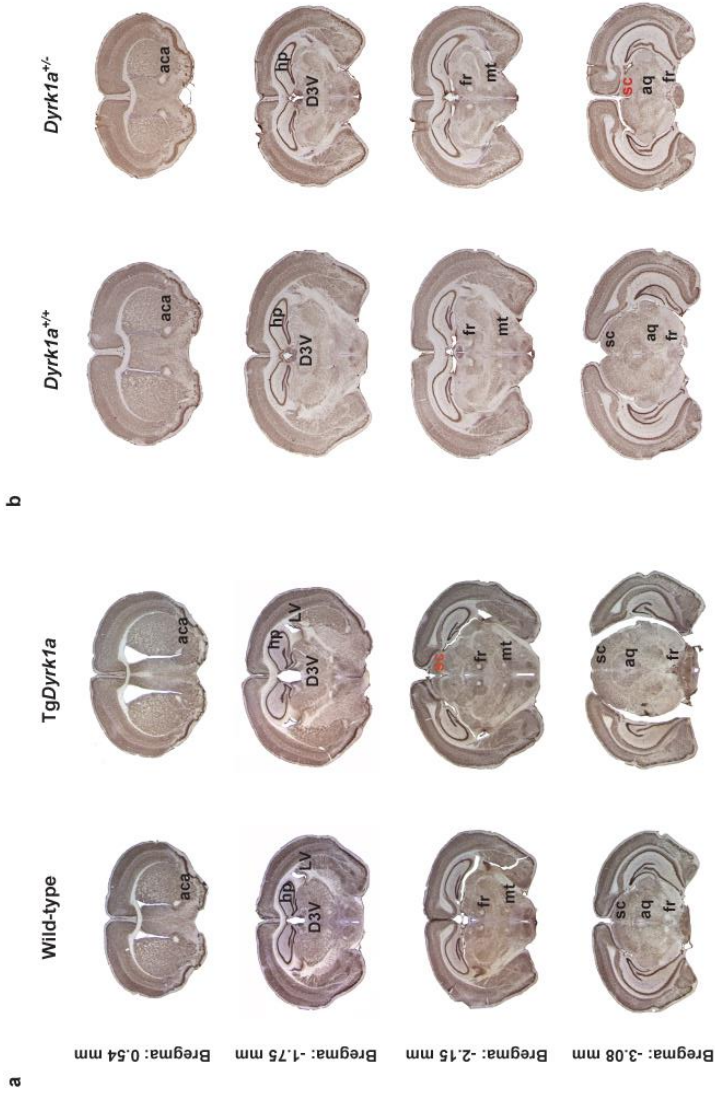 a
Wild-type
TgDyrk1a
Bregma: 0.54 mm
aca
aca
Bregma: -1.75 mm
hp
LV
D3V
hp
LV
D3V
Bregma: -2.15 mm
fr
mt
sc
fr
mt
Bregma: -3.08 mm
sc
aq
fr
sc
aq
fr
b
Dyrk1a+/+
Dyrk1a+/-
aca
aca
hp
D3V
hp
D3V
fr
mt
fr
mt
sc
aq
fr
sc
aq
fr